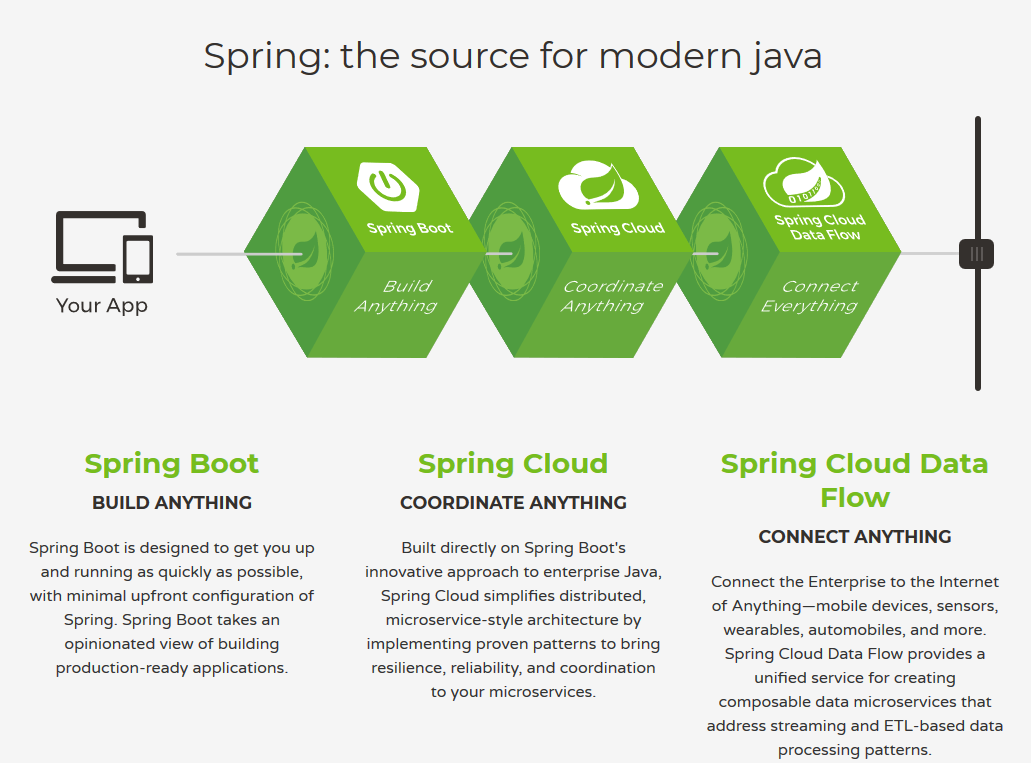 Spring: the source for modern java
Spring Boot
Spring Cloud
Spring Cloud
Data Flow
Build
Anything
Coordinate
Anything
Connect
Everything
Your App
Spring Boot
BUILD ANYTHING
Spring Boot is designed to get you up
and running as quickly as possible,
with minimal upfront configuration of
Spring. Spring Boot takes an
opinionated view of building
production-ready applications.
Spring Cloud
COORDINATE ANYTHING
Built directly on Spring Boot's
innovative approach to enterprise Java,
Spring Cloud simplifies distributed,
microservice-style architecture by
implementing proven patterns to bring
resilience, reliability, and coordination
to your microservices.
Spring Cloud Data
Flow
CONNECT ANYTHING
Connect the Enterprise to the Internet
of Anything—mobile devices, sensors,
wearables, automobiles, and more.
Spring Cloud Data Flow provides a
unified service for creating
composable data microservices that
address streaming and ETL-based data
processing patterns.